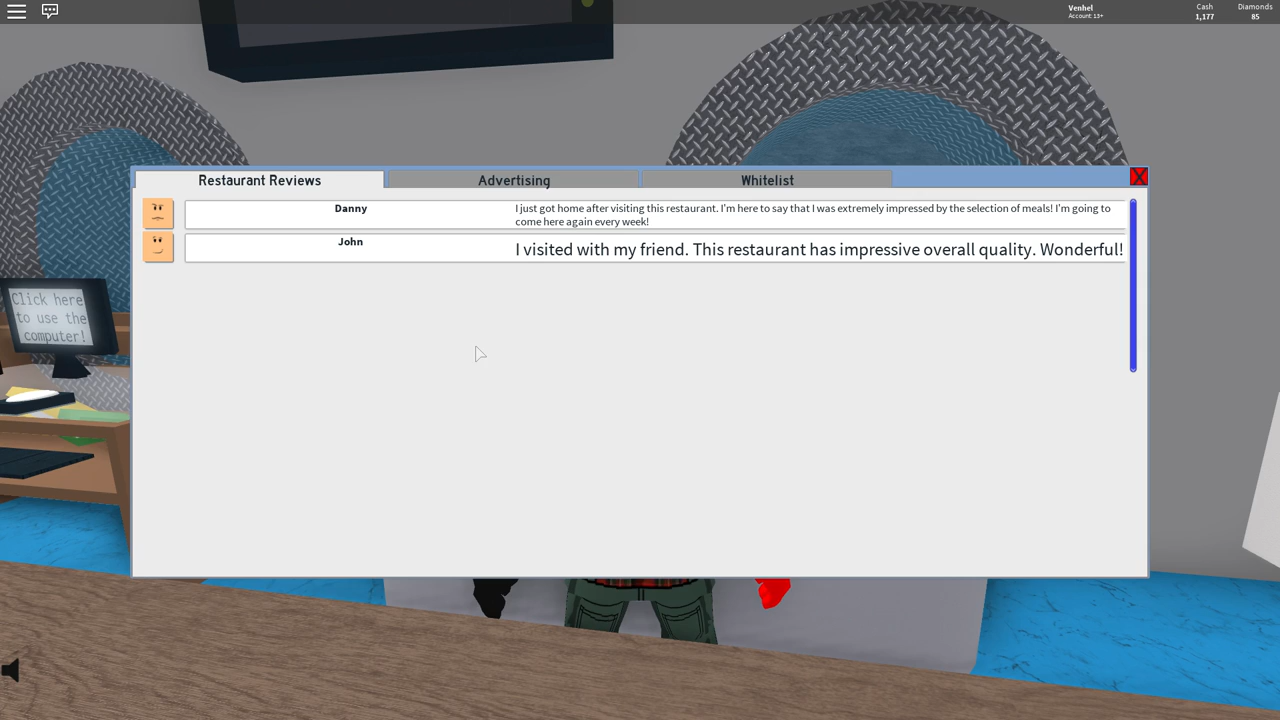 Venhel
Account: 13+
Cash
1,177
Diamonds
85
Restaurant Reviews
Advertising
Whitelist
X
Danny
I just got home after visiting this restaurant. I'm here to say that I was extremely impressed by the selection of meals! I'm going to
come here again every week!
John
I visited with my friend. This restaurant has impressive overall quality. Wonderful!
Click here
to use the
computer!